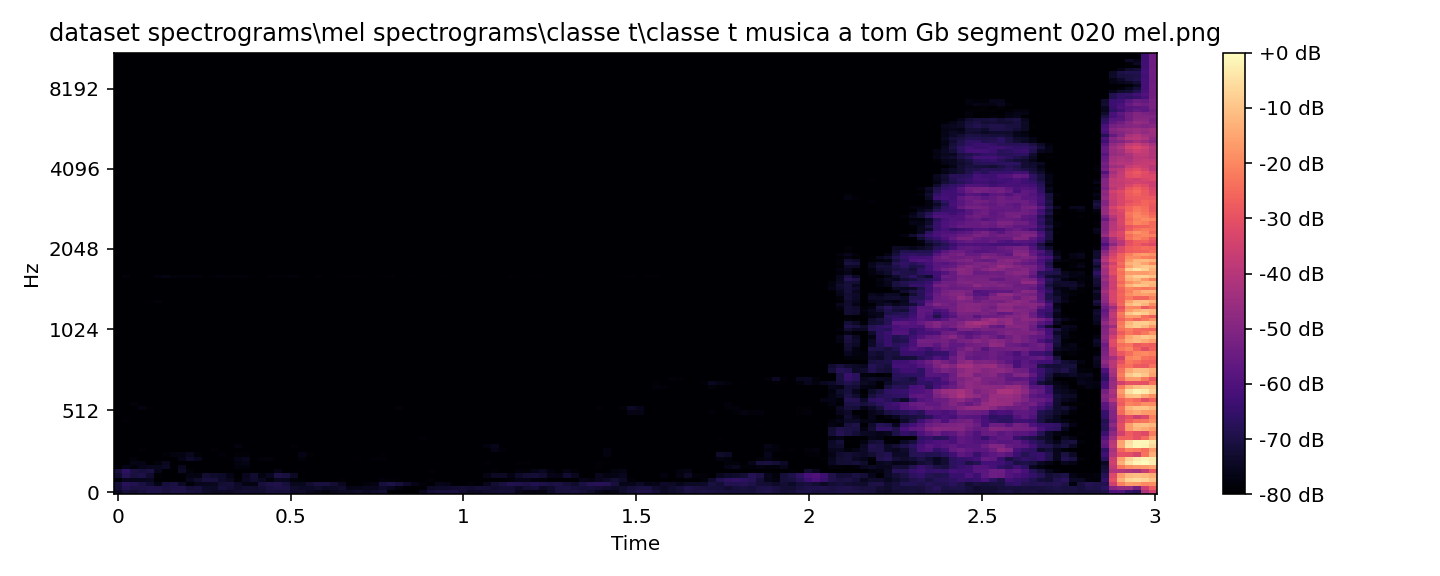 dataset spectrograms\mel spectrograms\classe t\classe t musica a tom Gb segment 020 mel.png
Hz
8192
4096
2048
1024
512
0
0
0.5
1
1.5
2
2.5
3
Time
+0 dB
-10 dB
-20 dB
-30 dB
-40 dB
-50 dB
-60 dB
-70 dB
-80 dB